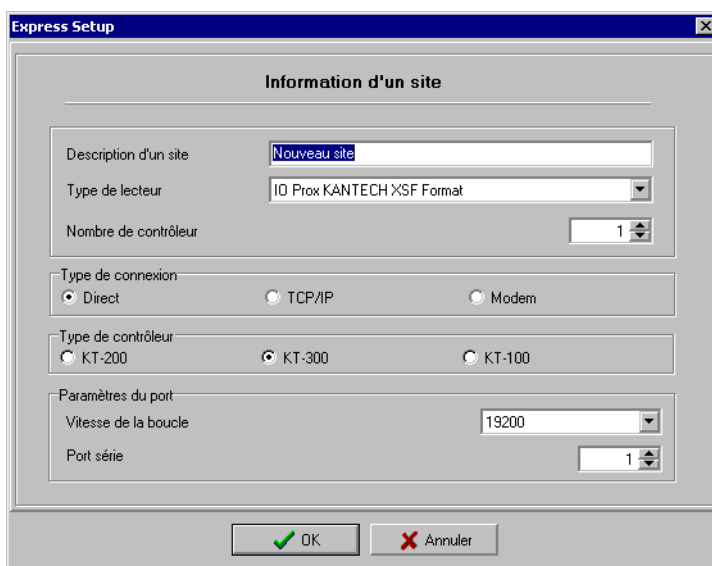 Express Setup
Information d'un site
Description d'un site Nouveau site
Type de lecteur IO Prox KANTECH XSF Format
Nombre de contrôleur 1
Type de connexion
Direct TCP/IP Modem
Type de contrôleur
KT-200 KT-300 KT-100
Paramètres du port
Vitesse de la boucle 19200
Port série 1
OK Annuler